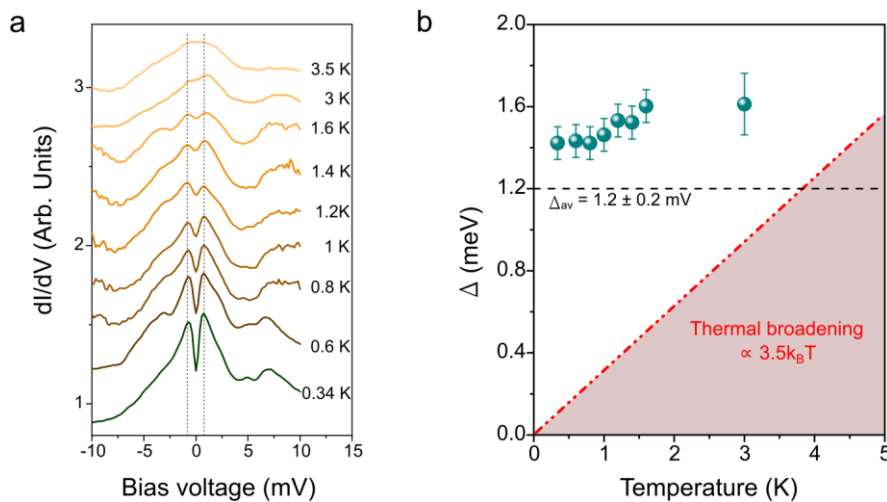 a
dI/dV (Arb. Units)
3
2
1
3.5 K
3 K
1.6 K
1.4 K
1.2K
1 K
0.8 K
0.6 K
0.34 K
-10 -5 0 5 10 15
Bias voltage (mV)
b
Δ (meV)
2.0
1.6
1.2
0.8
0.4
0.0
Δav = 1.2 ± 0.2 mV
Thermal broadening
∝ 3.5kBT
0 1 2 3 4 5
Temperature (K)